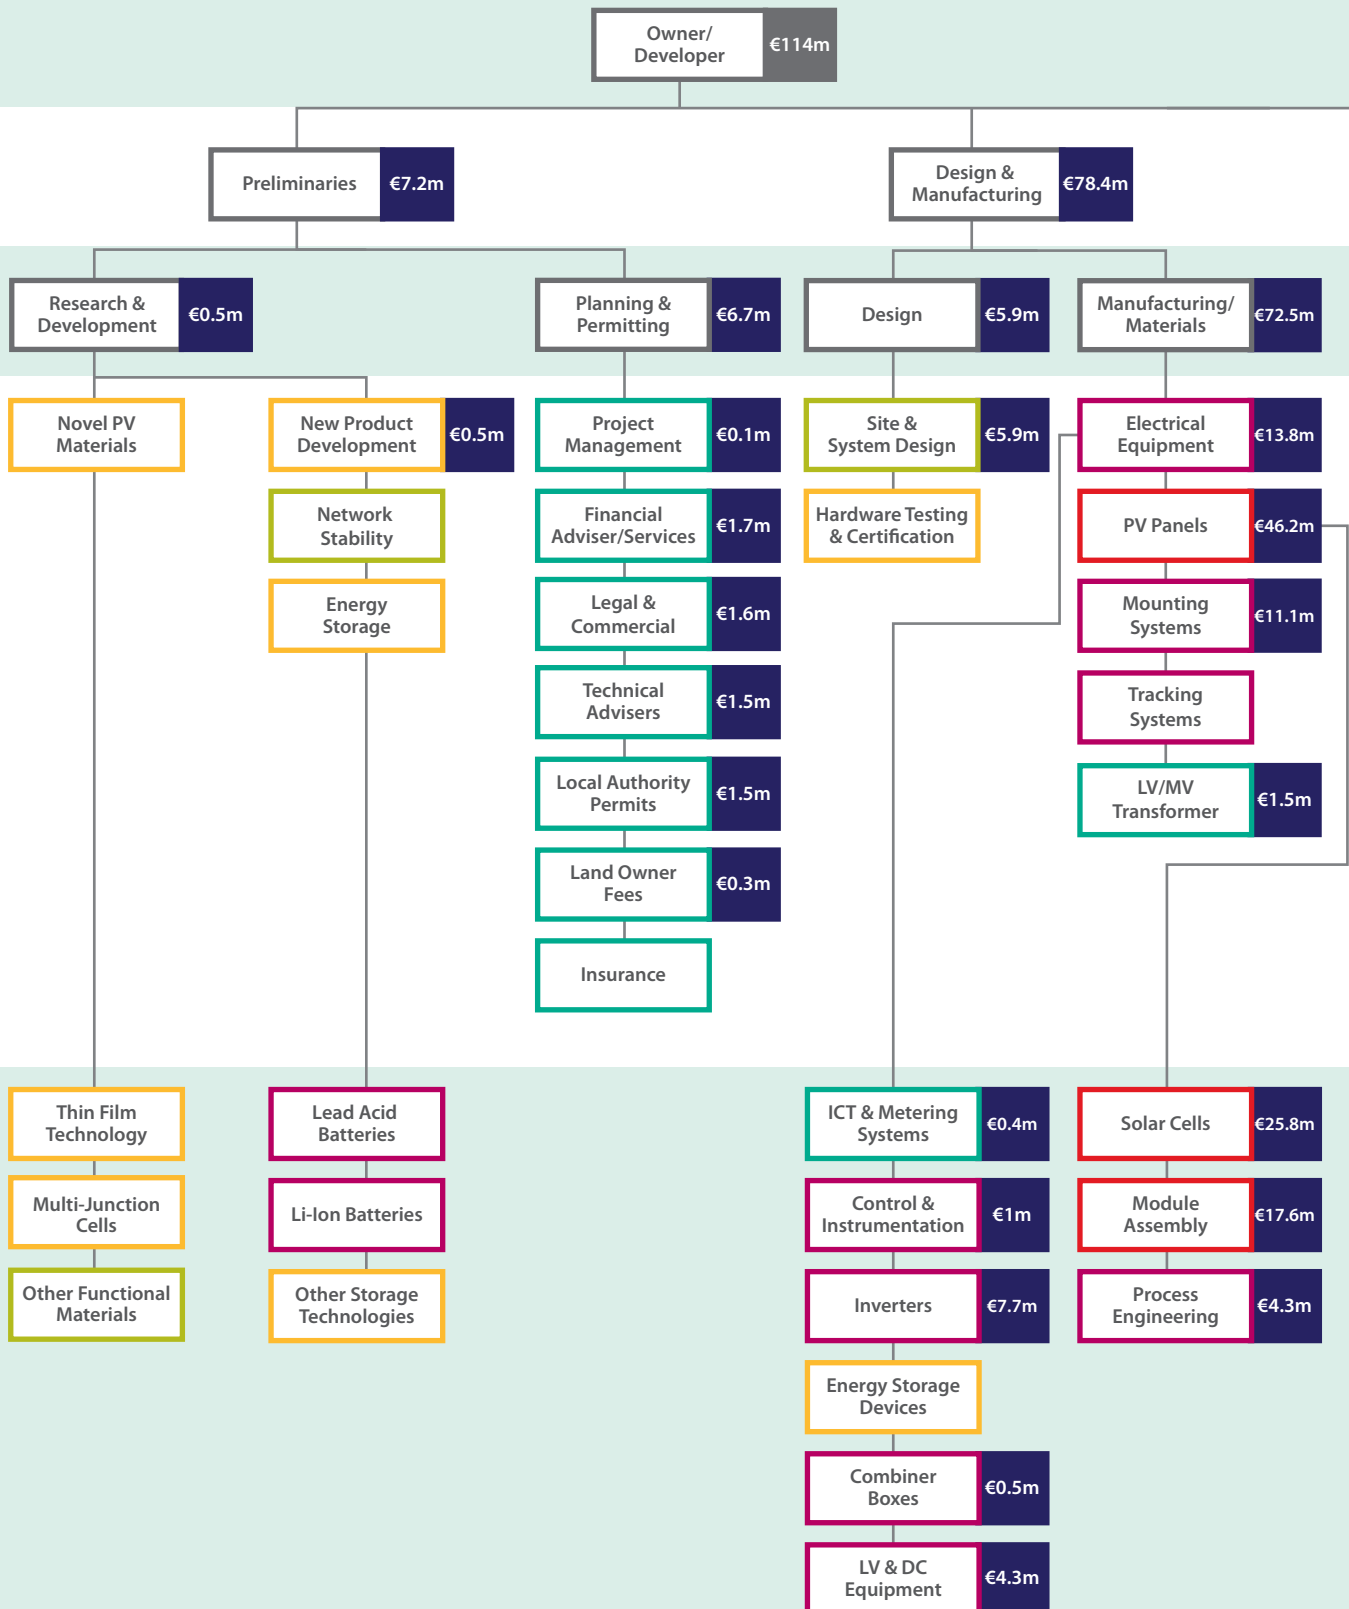 Owner/
Developer
€114m
Preliminaries
€7.2m
Design &
Manufacturing
€78.4m
Research &
Development
€0.5m
Planning &
Permitting
€6.7m
Design
€5.9m
Manufacturing/
Materials
€72.5m
Novel PV
Materials
New Product
Development
€0.5m
Network
Stability
Energy
Storage
Project
Management
€0.1m
Financial
Adviser/Services
€1.7m
Legal &
Commercial
€1.6m
Technical
Advisers
€1.5m
Local Authority
Permits
€1.5m
Land Owner
Fees
€0.3m
Insurance
Site &
System Design
€5.9m
Hardware Testing
& Certification
Electrical
Equipment
€13.8m
PV Panels
€46.2m
Mounting
Systems
€11.1m
Tracking
Systems
LV/MV
Transformer
€1.5m
Thin Film
Technology
Multi-Junction
Cells
Other Functional
Materials
Lead Acid
Batteries
Li-Ion Batteries
Other Storage
Technologies
ICT & Metering
Systems
€0.4m
Control &
Instrumentation
€1m
Inverters
€7.7m
Energy Storage
Devices
Combiner
Boxes
€0.5m
LV & DC
Equipment
€4.3m
Solar Cells
€25.8m
Module
Assembly
€17.6m
Process
Engineering
€4.3m